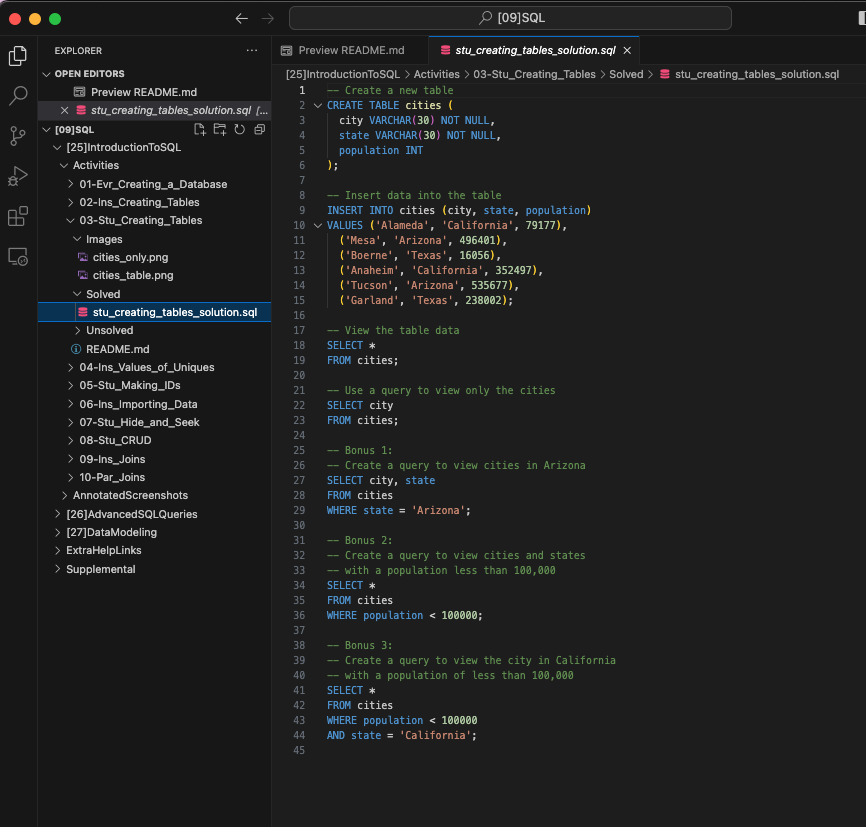 [09]SQL
EXPLORER
OPEN EDITORS
Preview README.md
stu_creating_tables_solution.sql [...
[09]SQL
[25]IntroductionToSQL
Activities
01-Evr_Creating_a_Database
02-Ins_Creating_Tables
03-Stu_Creating_Tables
Images
cities_only.png
cities_table.png
Solved
stu_creating_tables_solution.sql
Unsolved
README.md
04-Ins_Values_of_Uniques
05-Stu_Making_IDs
06-Ins_Importing_Data
07-Stu_Hide_and_Seek
08-Stu_CRUD
09-Ins_Joins
10-Par_Joins
AnnotatedScreenshots
[26]AdvancedSQLQueries
[27]DataModeling
ExtraHelpLinks
Supplemental
Preview README.md
stu_creating_tables_solution.sql
[25]IntroductionToSQL > Activities > 03-Stu_Creating_Tables > Solved > stu_creating_tables_solution.sql
1 -- Create a new table
2 CREATE TABLE cities (
3 city VARCHAR(30) NOT NULL,
4 state VARCHAR(30) NOT NULL,
5 population INT
6 );
7
8 -- Insert data into the table
9 INSERT INTO cities (city, state, population)
10 VALUES ('Alameda', 'California', 79177),
11 ('Mesa', 'Arizona', 496401),
12 ('Boerne', 'Texas', 16056),
13 ('Anaheim', 'California', 352497),
14 ('Tucson', 'Arizona', 535677),
15 ('Garland', 'Texas', 238002);
16
17 -- View the table data
18 SELECT *
19 FROM cities;
20
21 -- Use a query to view only the cities
22 SELECT city
23 FROM cities;
24
25 -- Bonus 1:
26 -- Create a query to view cities in Arizona
27 SELECT city, state
28 FROM cities
29 WHERE state = 'Arizona';
30
31 -- Bonus 2:
32 -- Create a query to view cities and states
33 -- with a population less than 100,000
34 SELECT *
35 FROM cities
36 WHERE population < 100000;
37
38 -- Bonus 3:
39 -- Create a query to view the city in California
40 -- with a population of less than 100,000
41 SELECT *
42 FROM cities
43 WHERE population < 100000
44 AND state = 'California';
45